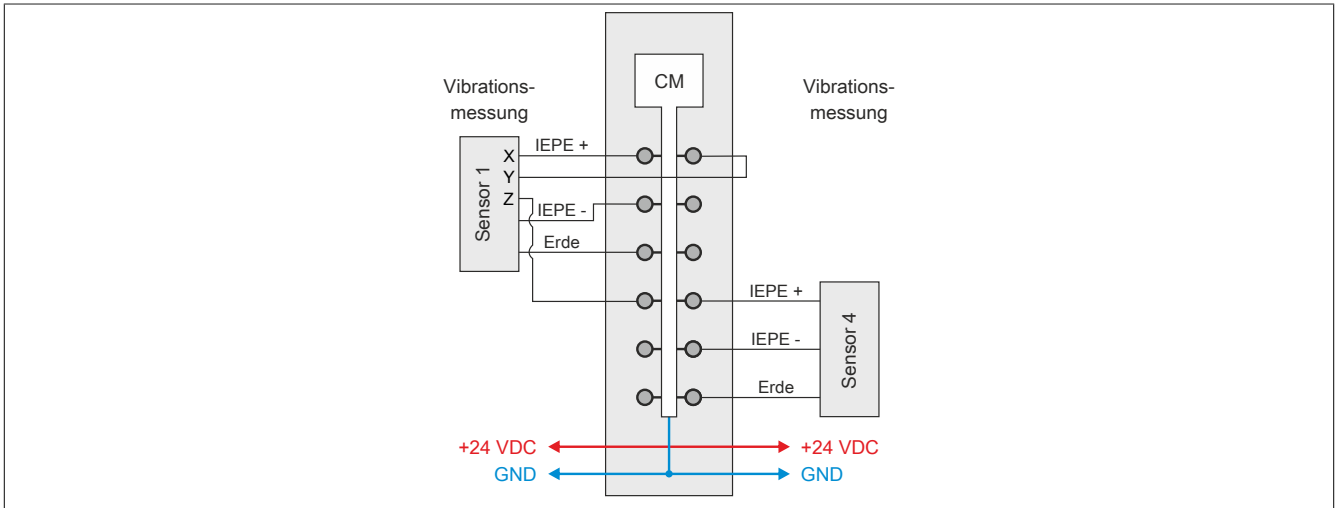 CM
Vibrations-
messung
Vibrations-
messung
IEPE +
X
Y
Z
IEPE -
Erde
Sensor 1
IEPE +
IEPE -
Erde
Sensor 4
+24 VDC
+24 VDC
GND
GND